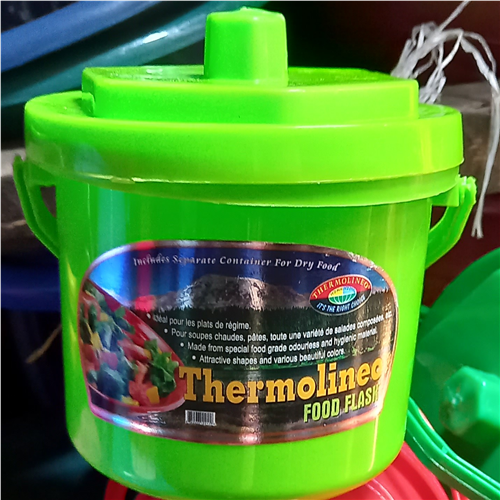 Includes Separate Container For Dry Food
THERMOLINEO
IT'S THE RIGHT CHOICE
• Idéal pour les plats de régime.
• Pour soupes chaudes, pâtes, toute une variété de salades composées, etc.
• Made from special food grade odourless and hygienic material.
• Attractive shapes and various beautiful colors.
Thermolineo
FOOD FLASK